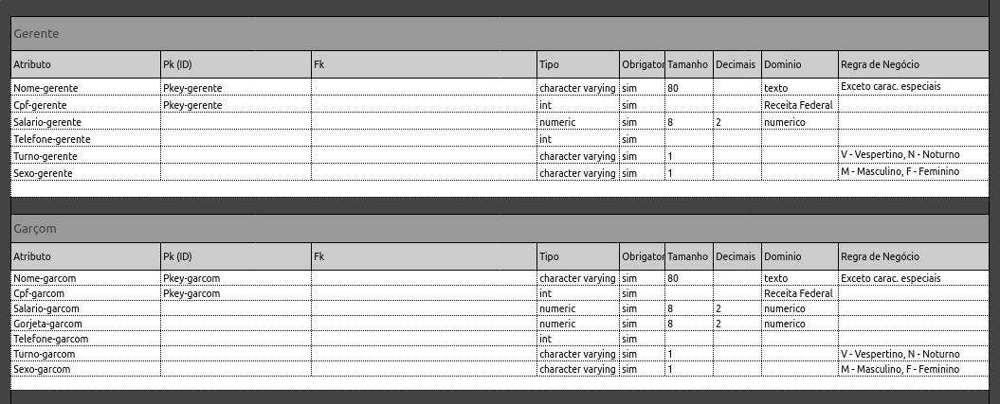 Gerente
Atributo Pk (ID) Fk Tipo Obrigator Tamanho Decimais Dominio Regra de Negócio
Nome-gerente Pkey-gerente character varying sim 80 texto Exceto carac. especiais
Cpf-gerente Pkey-gerente int sim Receita Federal
Salario-gerente numeric sim 8 2 numerico
Telefone-gerente int sim
Turno-gerente character varying sim 1 V - Vespertino, N - Noturno
Sexo-gerente character varying sim 1 M - Masculino, F - Feminino
Garçom
Atributo Pk (ID) Fk Tipo Obrigator Tamanho Decimais Dominio Regra de Negócio
Nome-garcom Pkey-garcom character varying sim 80 texto Exceto carac. especiais
Cpf-garcom Pkey-garcom int sim Receita Federal
Salario-garcom numeric sim 8 2 numerico
Gorjeta-garcom numeric sim 8 2 numerico
Telefone-garcom int sim
Turno-garcom character varying sim 1 V - Vespertino, N - Noturno
Sexo-garcom character varying sim 1 M - Masculino, F - Feminino